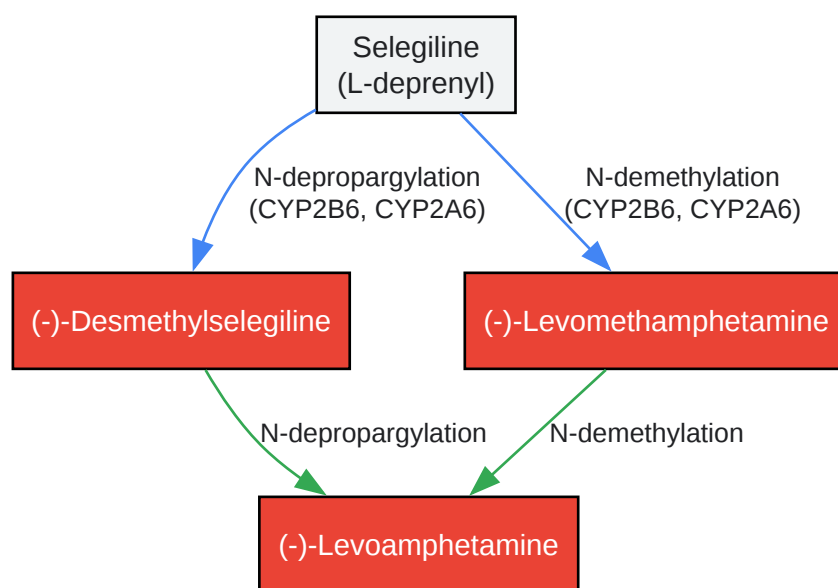 Selegiline
(L-deprenyl)
N-depropargylation
(CYP2B6, CYP2A6)
N-demethylation
(CYP2B6, CYP2A6)
(-)-Desmethylselegiline
(-)-Levomethamphetamine
N-depropargylation
N-demethylation
(-)-Levoamphetamine